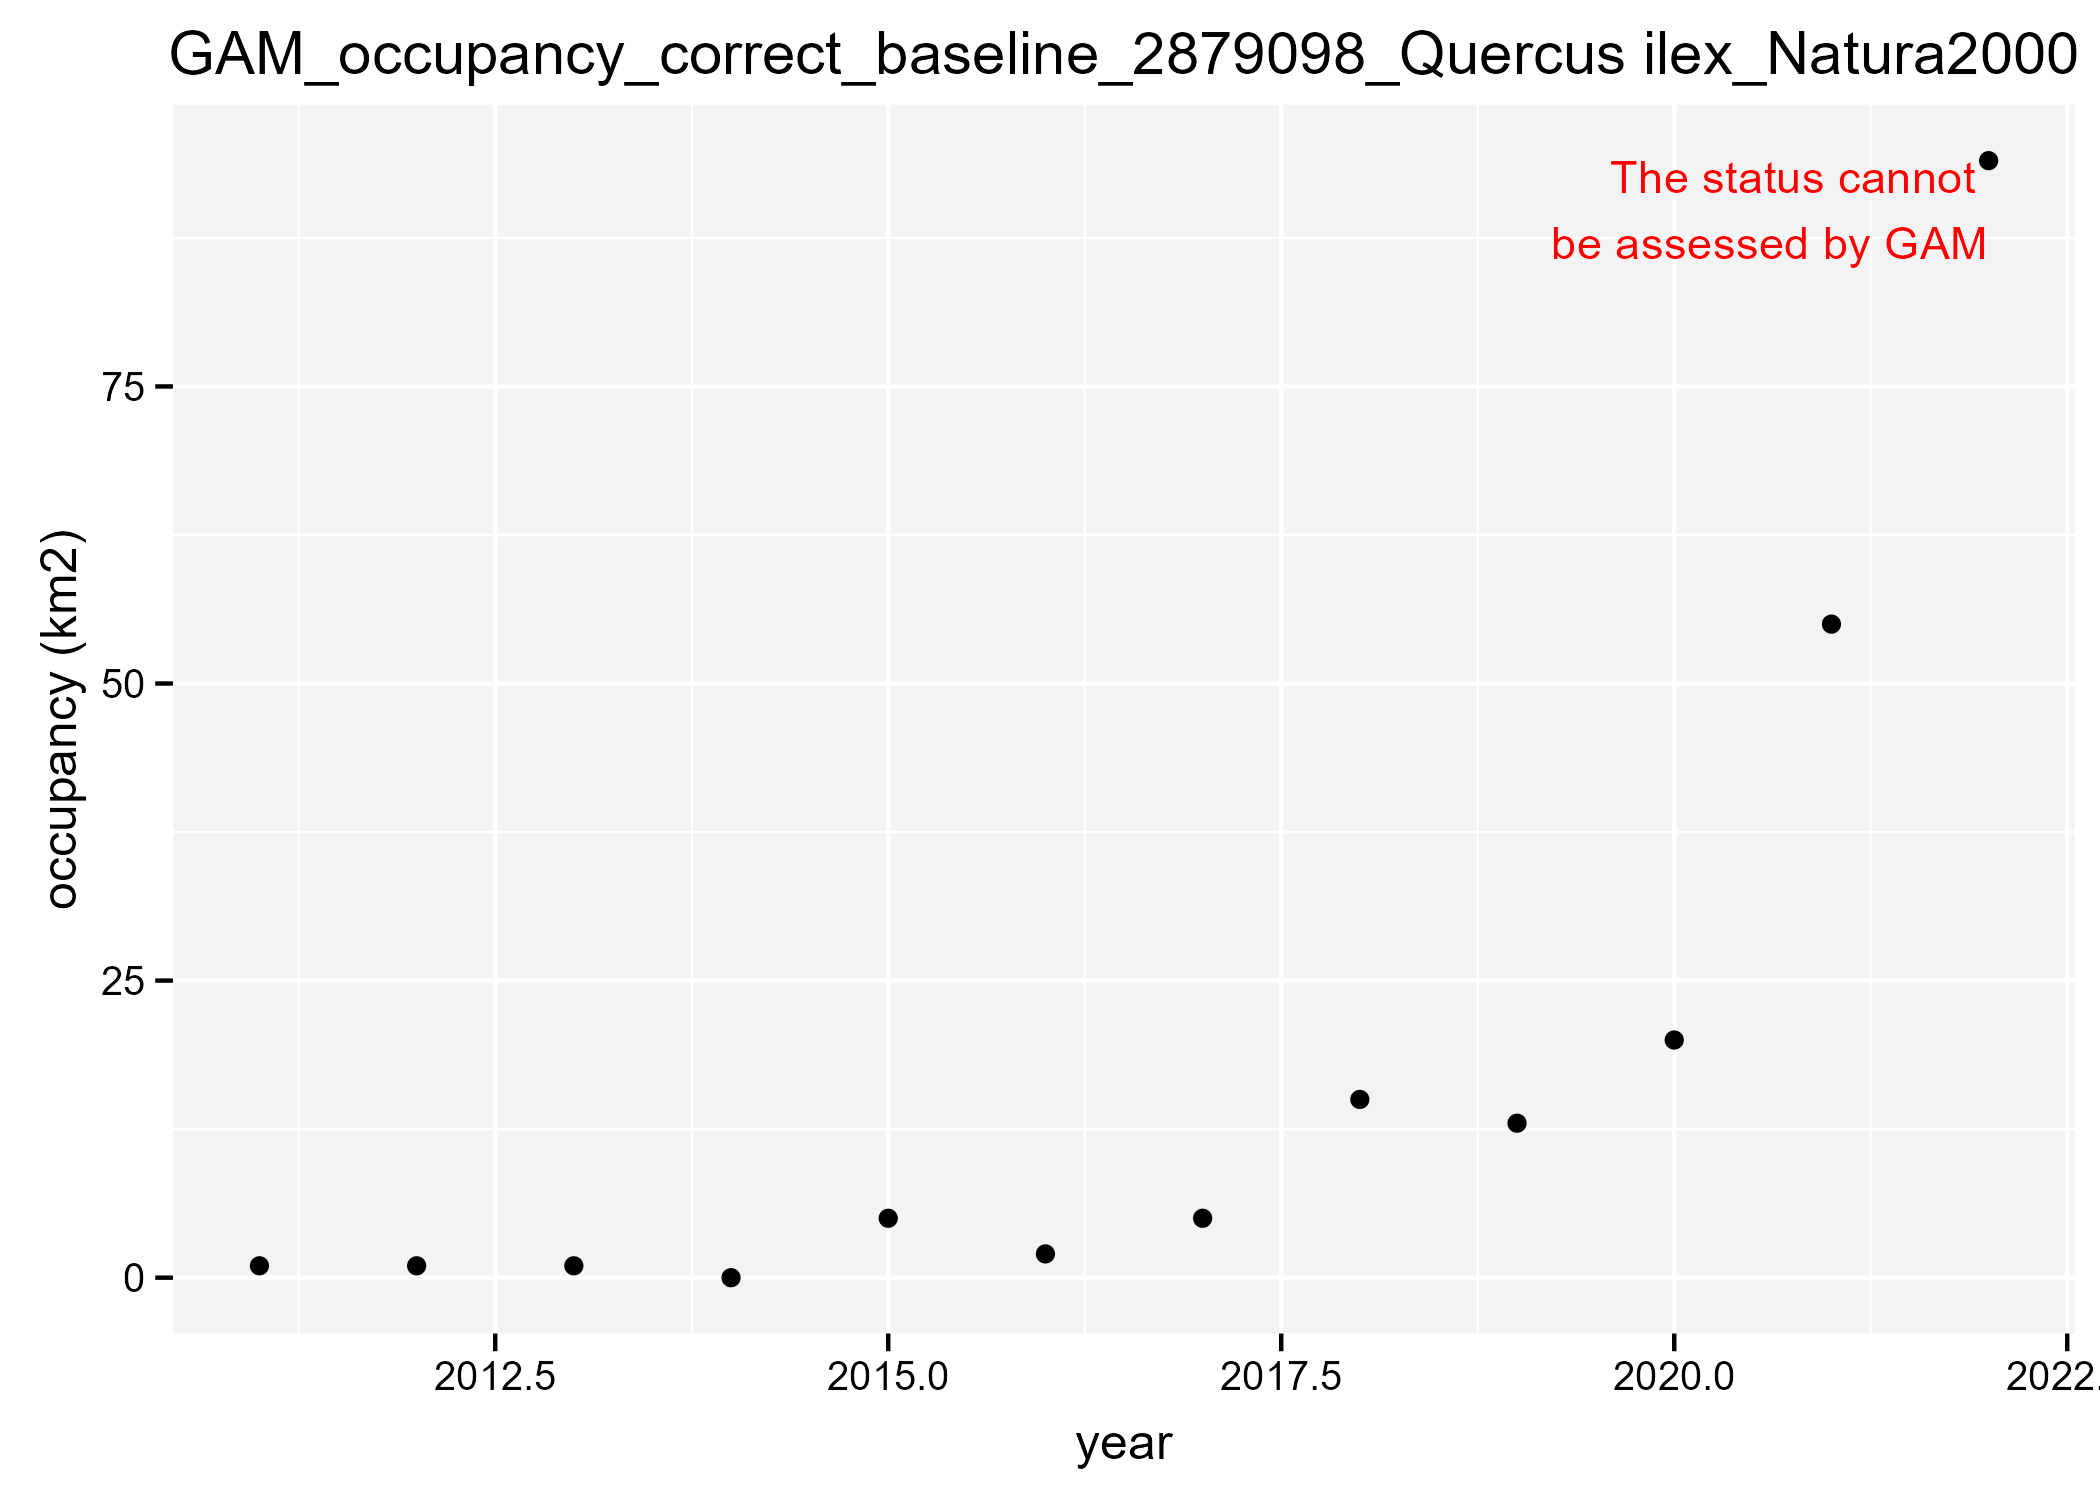 GAM_occupancy_correct_baseline_2879098_Quercus ilex_Natura2000
The status cannot
be assessed by GAM
75
50
25
0
occupancy (km2)
2012.5
2015.0
2017.5
2020.0
2022.
year